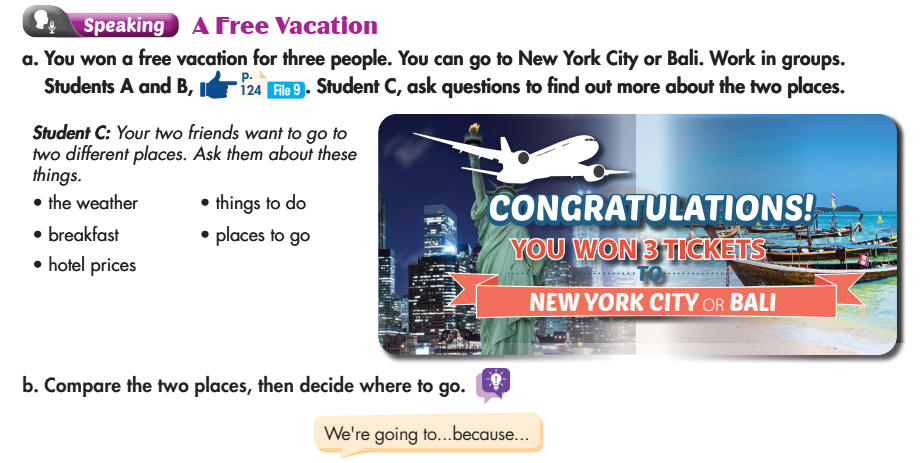 Speaking A Free Vacation
a. You won a free vacation for three people. You can go to New York City or Bali. Work in groups.
Students A and B, p. 124 File 9. Student C, ask questions to find out more about the two places.
Student C: Your two friends want to go to
two different places. Ask them about these
things.
• the weather
• things to do
• breakfast
• places to go
• hotel prices
CONGRATULATIONS!
YOU WON 3 TICKETS
TO
NEW YORK CITY OR BALI
b. Compare the two places, then decide where to go.
We're going to...because...